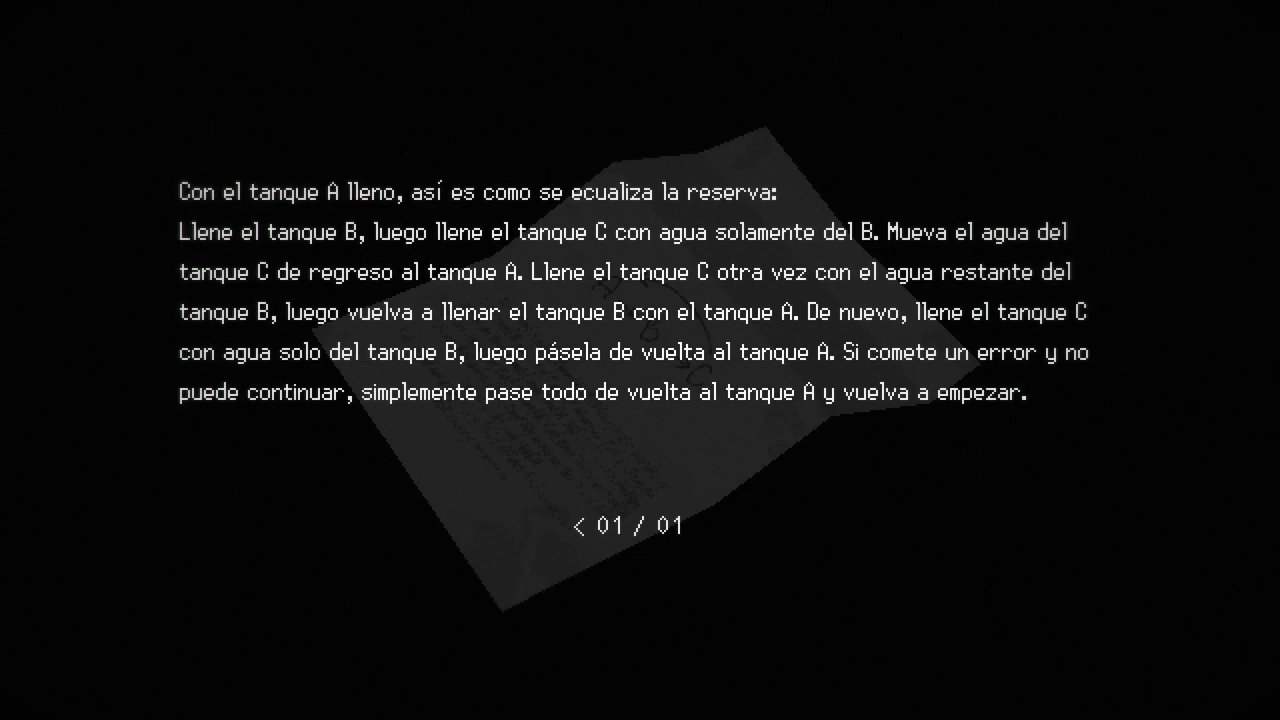 Con el tanque A lleno, así es como se ecualiza la reserva:
Llene el tanque B, luego llene el tanque C con agua solamente del B. Mueva el agua del
tanque C de regreso al tanque A. Llene el tanque C otra vez con el agua restante del
tanque B, luego vuelva a llenar el tanque B con el tanque A. De nuevo, llene el tanque C
con agua solo del tanque B, luego pásela de vuelta al tanque A. Si comete un error y no
puede continuar, simplemente pase todo de vuelta al tanque A y vuelva a empezar.
< 01 / 01